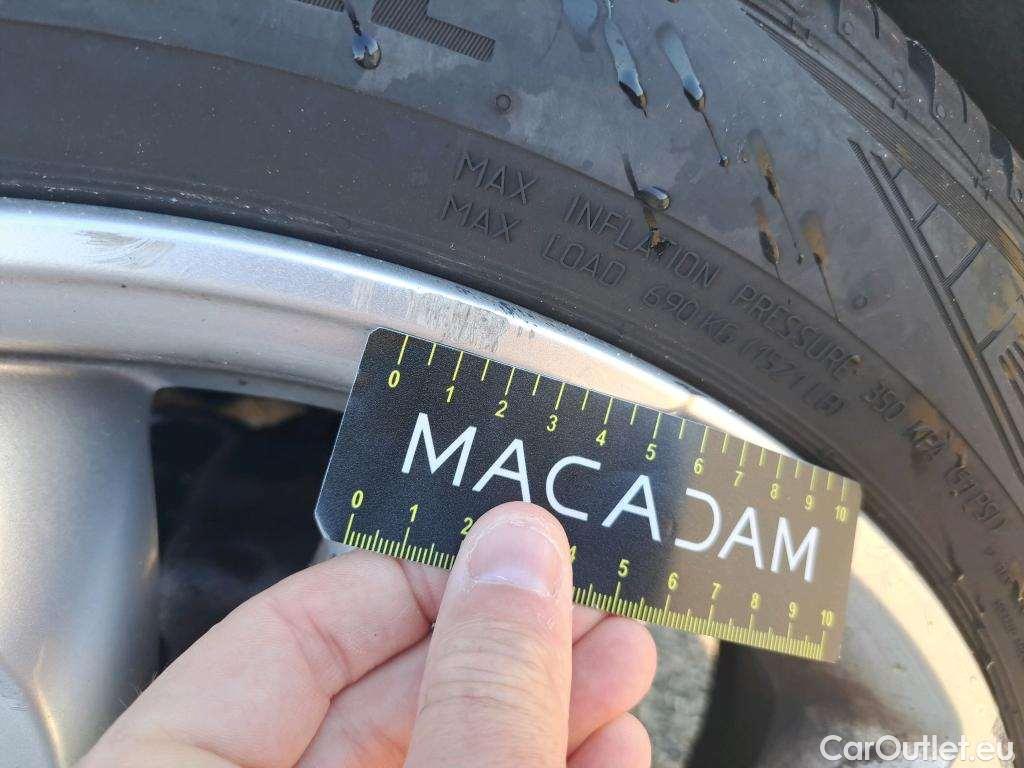 MAX INFLATION PRESSURE 350 KPA (51 PSI)
MAX LOAD 690 KG (1521 LB)
0 1 2 3 4 5 6 7 8 9 10
MACADAM
0 1 2 4 5 6 7 8 9 10
CarOutlet.eu